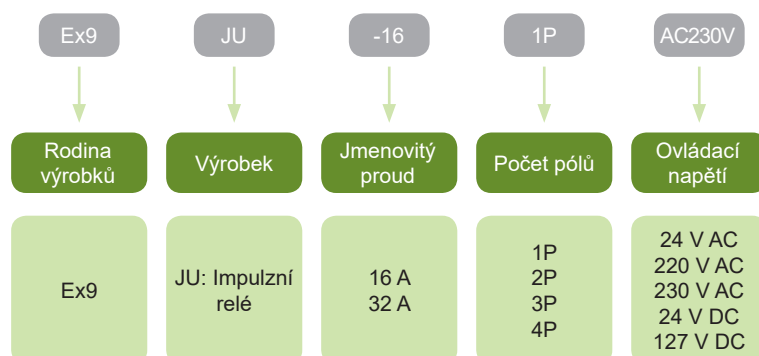 Ex9
JU
-16
1P
AC230V
Rodina
výrobků
Výrobek
Jmenovitý
proud
Počet pólů
Ovládací
napětí
Ex9
JU: Impulzní
relé
16 A
32 A
1P
2P
3P
4P
24 V AC
220 V AC
230 V AC
24 V DC
127 V DC